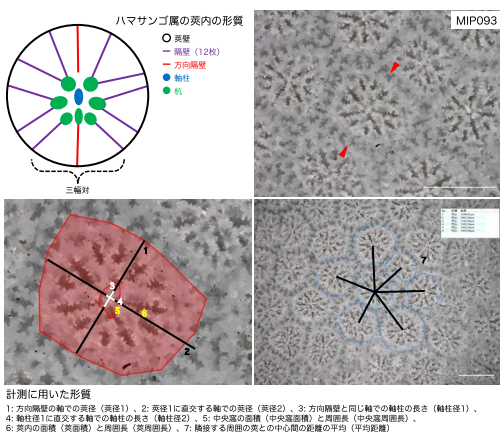 ハマサンゴ属の莢内の形質
莢壁
隔壁（12枚）
方向隔壁
軸柱
杭
三幅対
MIP093
1
3
4
5
6
2
7
計測に用いた形質
1: 方向隔壁の軸での莢径（莢径1）、2: 莢径1に直交する軸での莢径（莢径2）、3: 方向隔壁と同じ軸での軸柱の長さ（軸柱径1）、
4: 軸柱径1に直交する軸での軸柱の長さ（軸柱径2）、5: 中央窩の面積（中央窩面積）と周囲長（中央窩周囲長）、
6: 莢内の面積（莢面積）と周囲長（莢周囲長）、7: 隣接する周囲の莢との中心間距離の平均（平均距離）